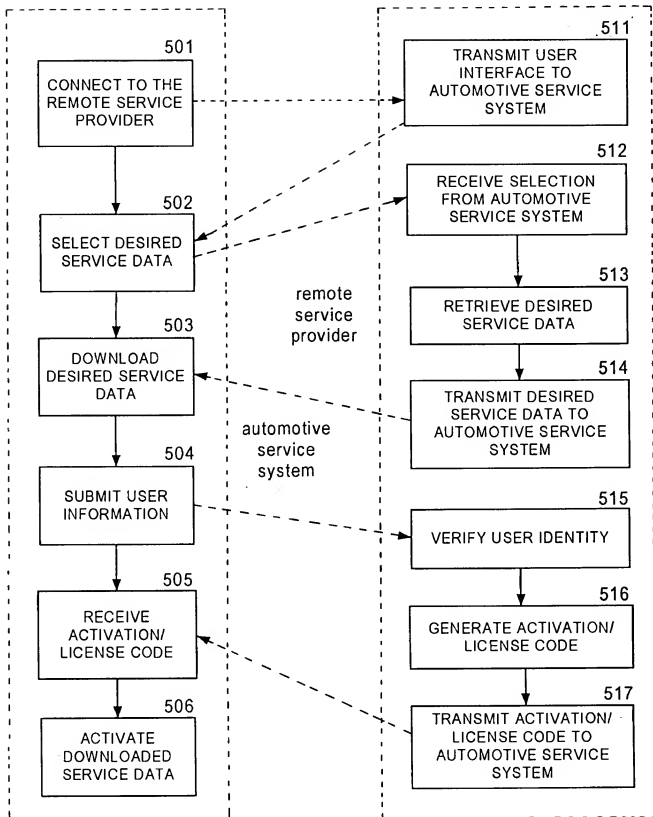 501
CONNECT TO THE
REMOTE SERVICE
PROVIDER
502
SELECT DESIRED
SERVICE DATA
503
DOWNLOAD
DESIRED SERVICE
DATA
504
SUBMIT USER
INFORMATION
505
RECEIVE
ACTIVATION/
LICENSE CODE
506
ACTIVATE
DOWNLOADED
SERVICE DATA
automotive
service
system
remote
service
provider
511
TRANSMIT USER
INTERFACE TO
AUTOMOTIVE SERVICE
SYSTEM
512
RECEIVE SELECTION
FROM AUTOMOTIVE
SERVICE SYSTEM
513
RETRIEVE DESIRED
SERVICE DATA
514
TRANSMIT DESIRED
SERVICE DATA TO
AUTOMOTIVE SERVICE
SYSTEM
515
VERIFY USER IDENTITY
516
GENERATE ACTIVATION/
LICENSE CODE
517
TRANSMIT ACTIVATION/
LICENSE CODE TO
AUTOMOTIVE SERVICE
SYSTEM